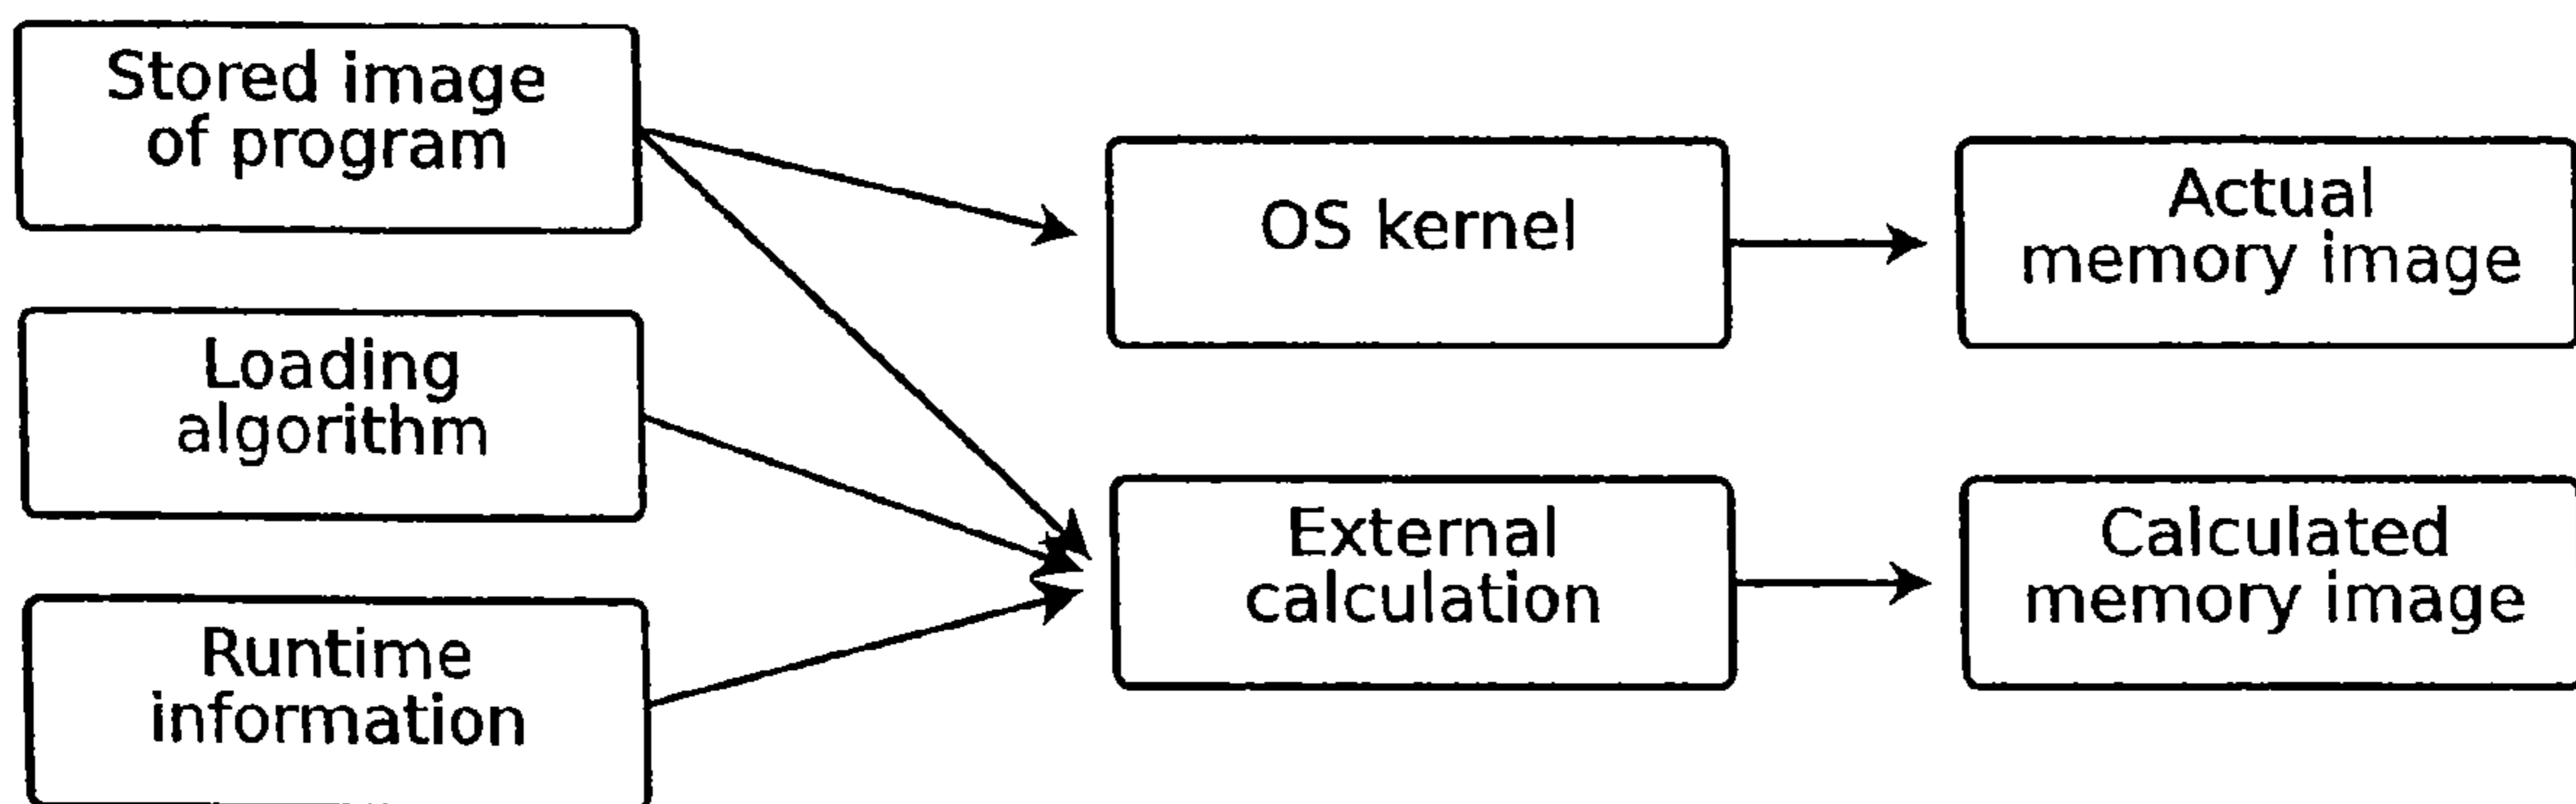 Stored image
of program
Loading
algorithm
Runtime
information
OS kernel
External
calculation
Actual
memory image
Calculated
memory image